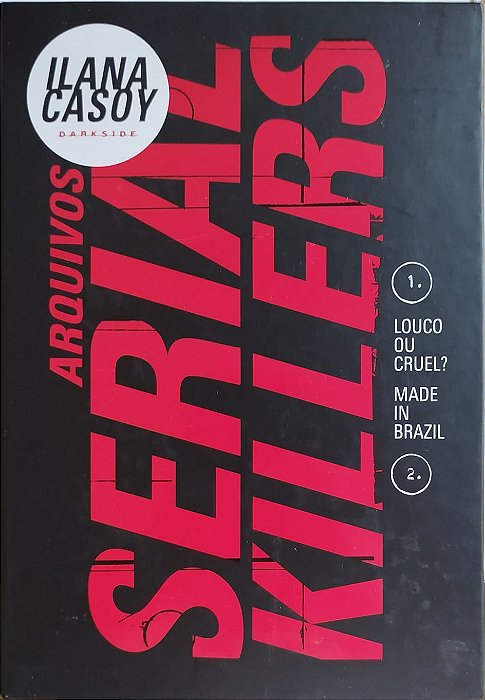 ILANA
CASOY
DARKSIDE
ARQUIVOS
SERIAL
KILLERS
1.
LOUCO
OU
CRUEL?
MADE
IN
BRAZIL
2.